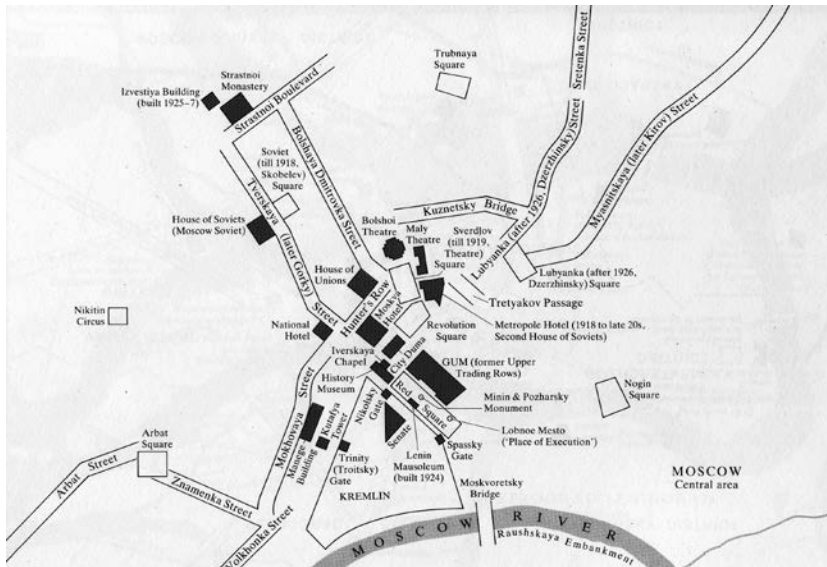 Trubnaya
Square
Sretenka Street
Strastnoi
Monastery
Izvestiya Building
(built 1925–7)
Strastnoi Boulevard
Myasnitskaya (later Kirov) Street
Bolshaya Dmitrovka Street
Soviet
(till 1918,
Skobelev)
Square
Tverskaya (later Gorky) Street
House of Soviets
(Moscow Soviet)
Kuznetsky Bridge
Lubyanka (after 1926, Dzerzhinsky) Street
Bolshoi
Theatre
Maly
Theatre
Sverdlov
(till 1919,
Theatre)
Square
House of
Unions
Lubyanka (after 1926,
Dzerzhinsky) Square
Tretyakov Passage
Hunter's Row
Moskva
Hotel
Nikitin
Circus
National
Hotel
Revolution
Square
Metropole Hotel (1918 to late 20s,
Second House of Soviets)
City Duma
Iverskaya
Chapel
GUM (former Upper
Trading Rows)
History
Museum
Nogin
Square
Minin & Pozharsky
Monument
Red Square
Nikolsky
Gate
Mokhovaya Street
Manege
Building
Kutafya
Tower
Senate
Lobnoe Mesto
('Place of Execution')
Spassky
Gate
Arbat
Square
Arbat Street
Trinity
(Troitsky)
Gate
Lenin
Mausoleum
(built 1924)
MOSCOW
Central area
Znamenka Street
KREMLIN
Moskvoretsky
Bridge
Volkhonka Street
MOSCOW RIVER
Raushskaya Embankment